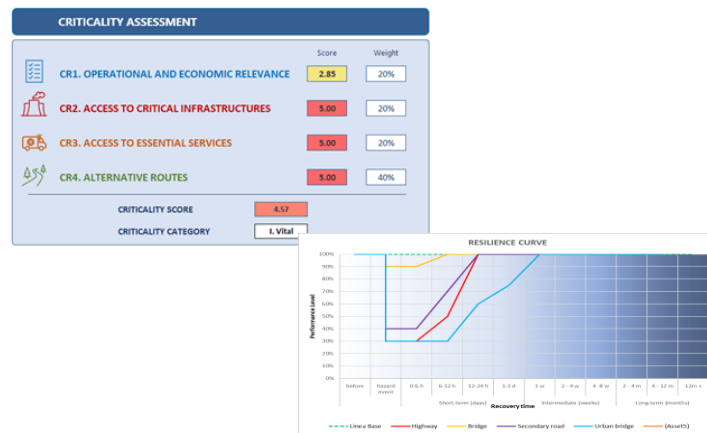 CRITICALITY ASSESSMENT
Score Weight
CR1. OPERATIONAL AND ECONOMIC RELEVANCE 2.85 20%
CR2. ACCESS TO CRITICAL INFRASTRUCTURES 5.00 20%
CR3. ACCESS TO ESSENTIAL SERVICES 5.00 20%
CR4. ALTERNATIVE ROUTES 5.00 40%
CRITICALITY SCORE 4.57
CRITICALITY CATEGORY I. Vital
RESILIENCE CURVE
Performance Level
100%
90%
80%
70%
60%
50%
40%
30%
20%
10%
0%
before hazard event 0-6 h 6-12 h 12-24 h 1-3 d 1 w 2 - 4 w 4 -8 w 2 - 4 m 4 - 12 m 12m +
Short-term (days) Intermediate (weeks) Long-term (months)
Recovery time
Linea Base Highway Bridge Secondary road Urban bridge (Asset5)